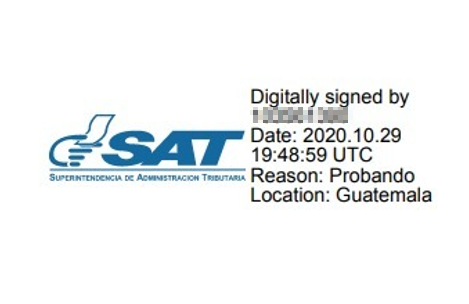 SAT
SUPERINTENDENCIA DE ADMINISTRACION TRIBUTARIA
Digitally signed by
Date: 2020.10.29
19:48:59 UTC
Reason: Probando
Location: Guatemala